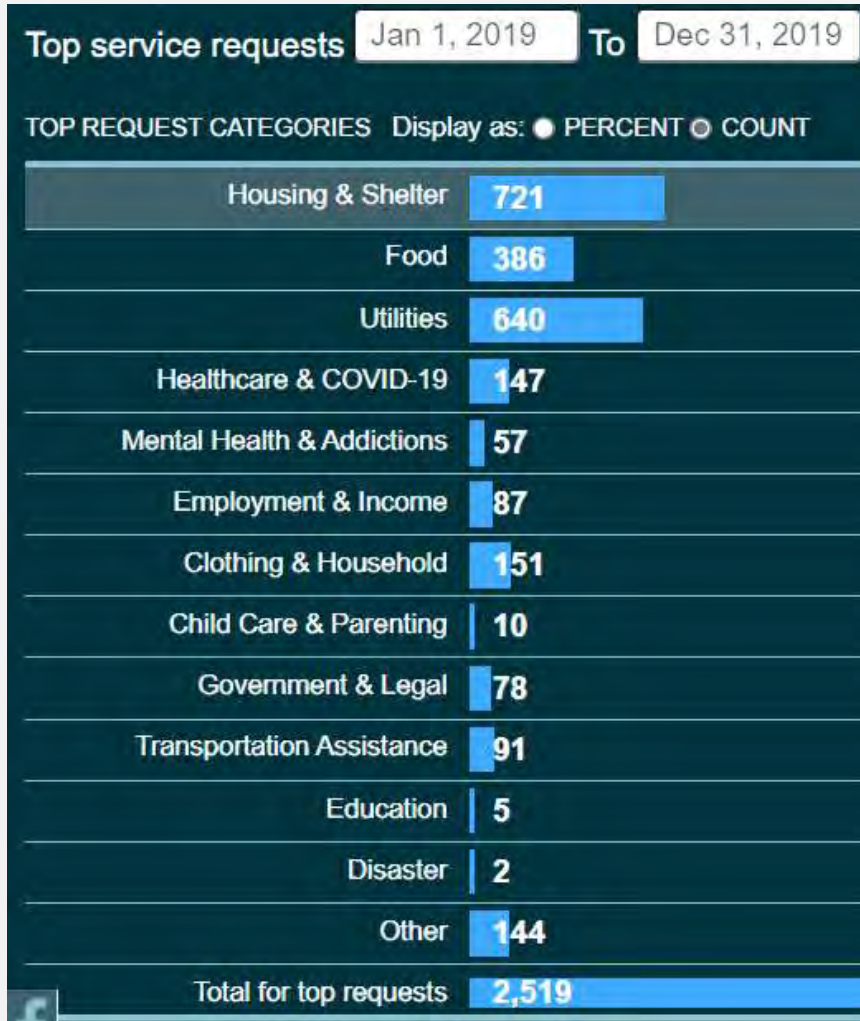 Top service requests Jan 1, 2019 To Dec 31, 2019
TOP REQUEST CATEGORIES Display as: PERCENT COUNT
Housing & Shelter 721
Food 386
Utilities 640
Healthcare & COVID-19 147
Mental Health & Addictions 57
Employment & Income 87
Clothing & Household 151
Child Care & Parenting 10
Government & Legal 78
Transportation Assistance 91
Education 5
Disaster 2
Other 144
Total for top requests 2,519